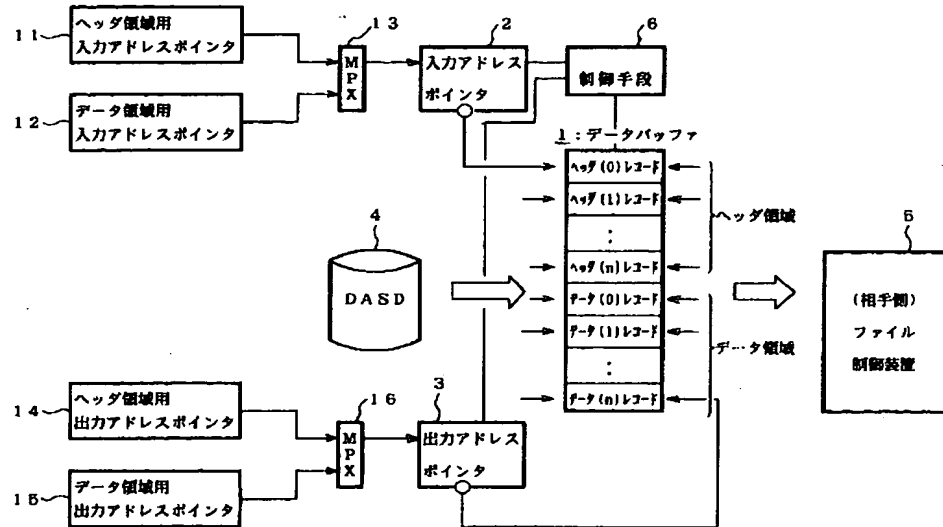 11
ヘッダ領域用
入力アドレスポインタ
12
データ領域用
入力アドレスポインタ
13
MPX
2
入力アドレス
ポインタ
6
制御手段
1：データバッファ
ヘッダ(0)レコード
ヘッダ(1)レコード
：
ヘッダ(n)レコード
データ(0)レコード
データ(1)レコード
：
データ(n)レコード
ヘッダ領域
データ領域
4
DASD
5
(相手側)
ファイル
制御装置
14
ヘッダ領域用
出力アドレスポインタ
15
データ領域用
出力アドレスポインタ
16
MPX
3
出力アドレス
ポインタ